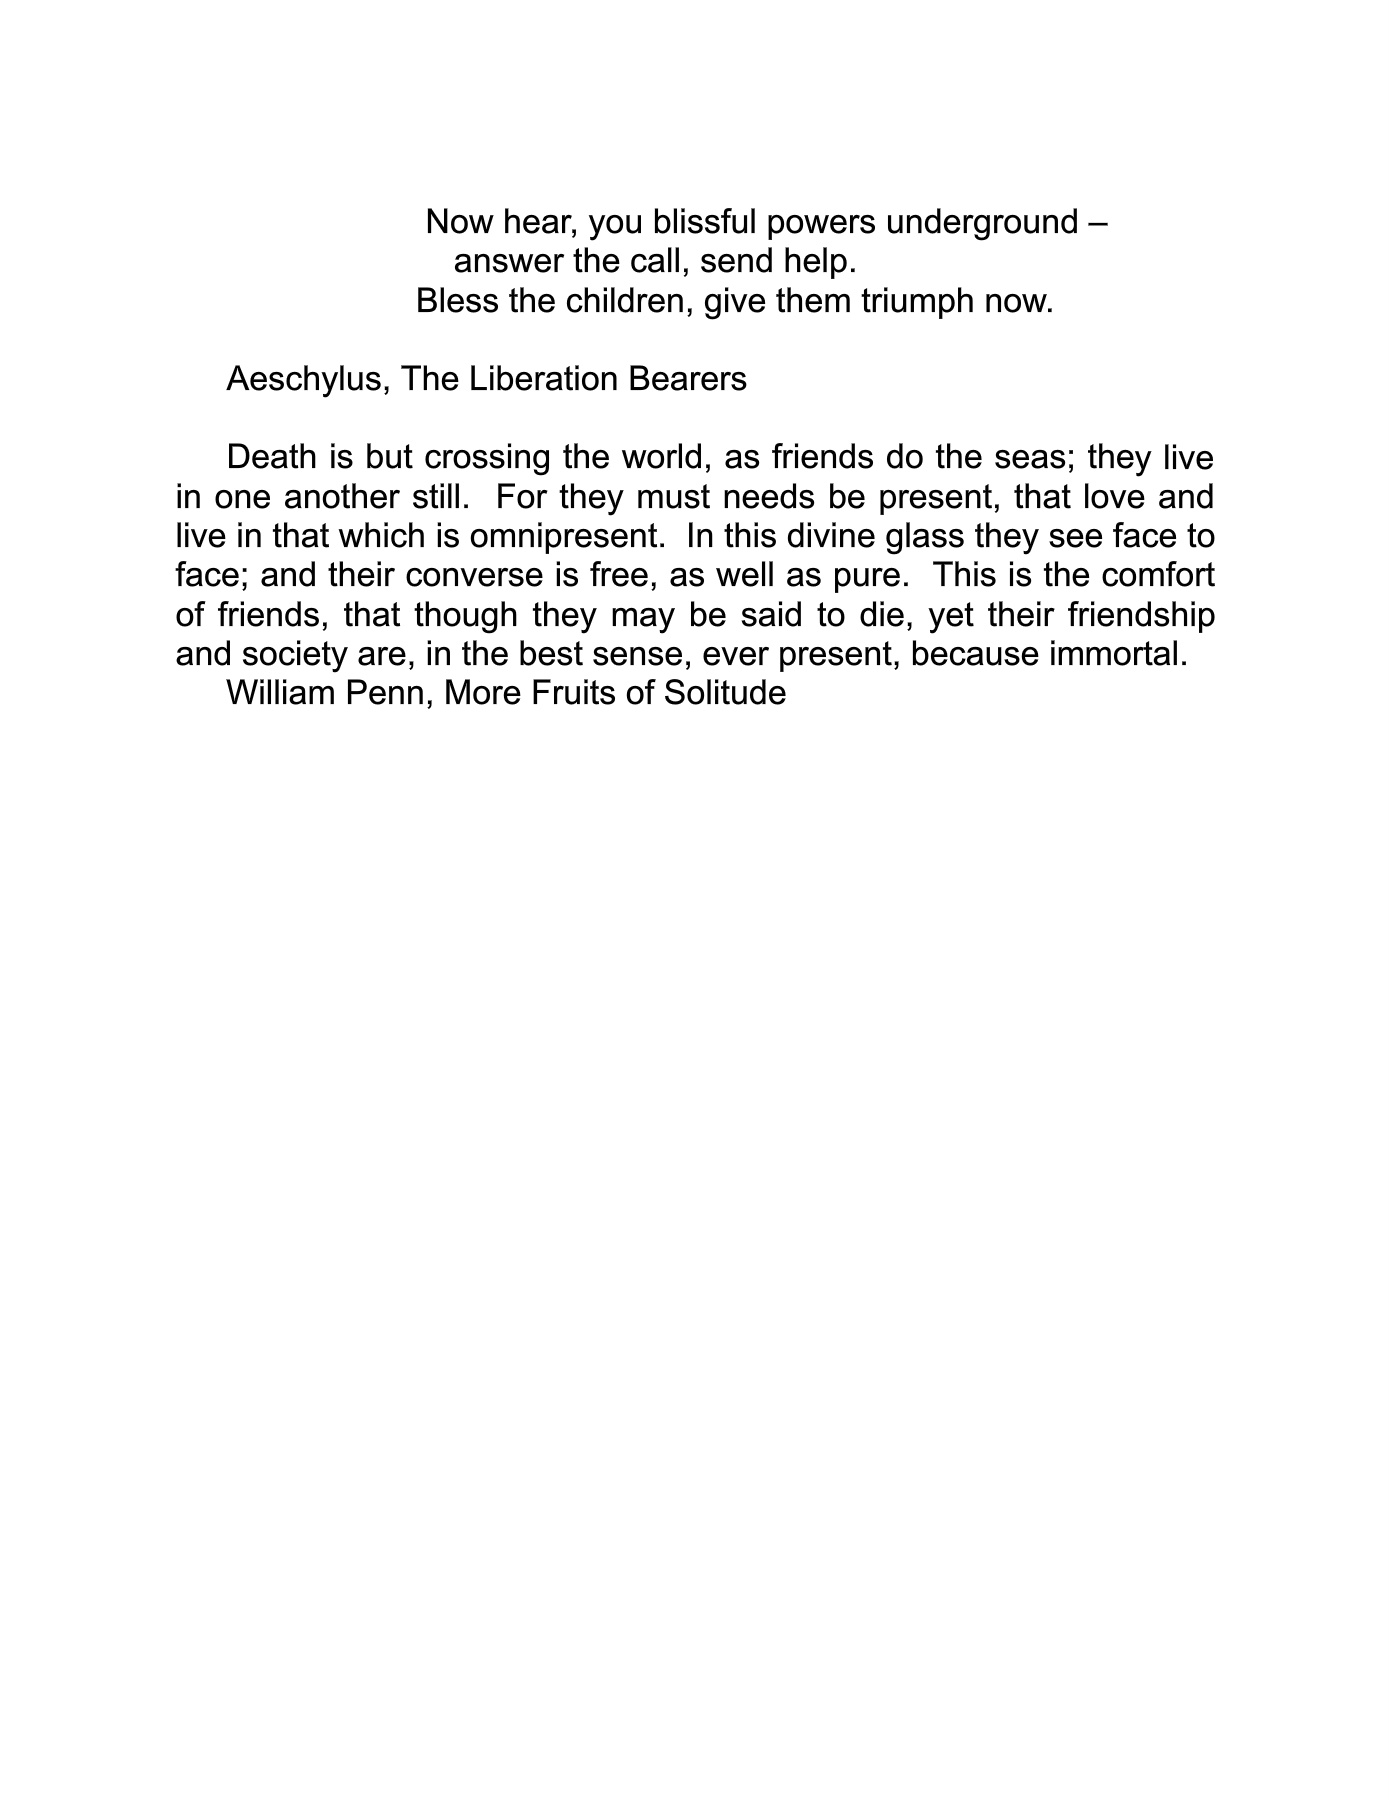 Now hear, you blissful powers underground –
answer the call, send help.
Bless the children, give them triumph now.
Aeschylus, The Liberation Bearers
Death is but crossing the world, as friends do the seas; they live
in one another still. For they must needs be present, that love and
live in that which is omnipresent. In this divine glass they see face to
face; and their converse is free, as well as pure. This is the comfort
of friends, that though they may be said to die, yet their friendship
and society are, in the best sense, ever present, because immortal.
William Penn, More Fruits of Solitude